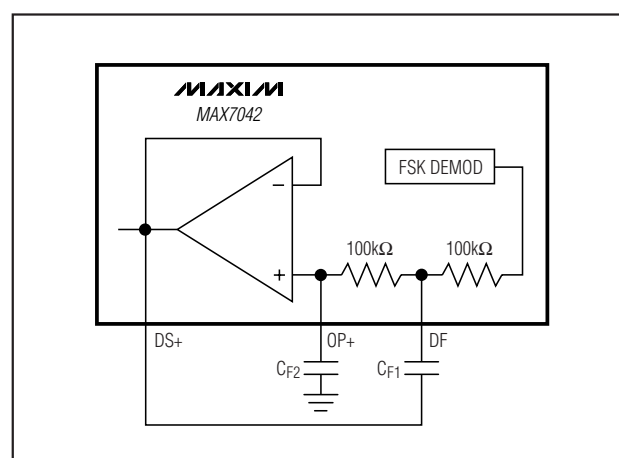 MAXIM
MAX7042
FSK DEMOD
−
100kΩ
100kΩ
+
DS+
OP+
DF
CF2
CF1